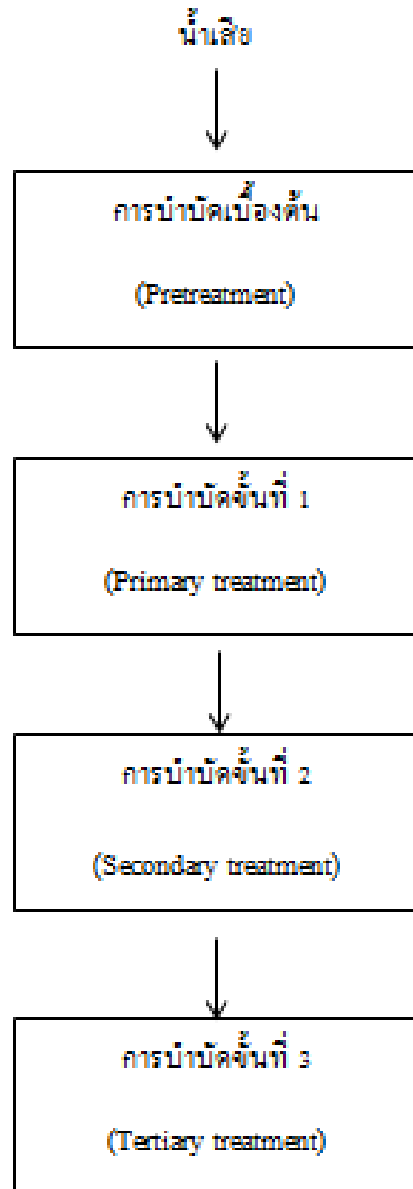 น้ำเสีย
การบำบัดเบื้องต้น
(Pretreatment)
การบำบัดขั้นที่ 1
(Primary treatment)
การบำบัดขั้นที่ 2
(Secondary treatment)
การบำบัดขั้นที่ 3
(Tertiary treatment)